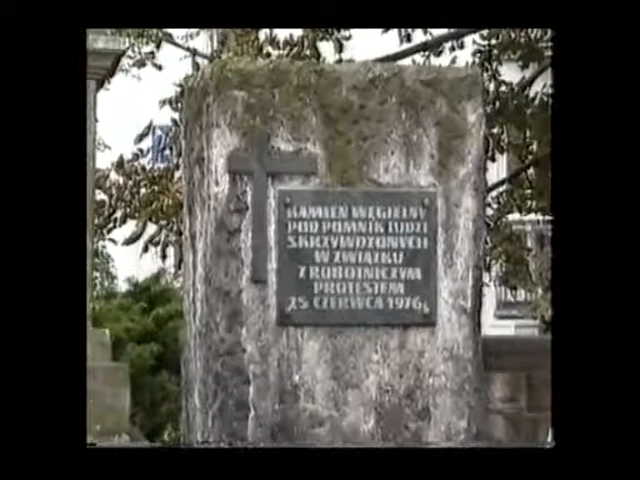 KAMIEŃ WĘGIELNY
POD POMNIK LUDZI
SKRZYWDZONYCH
W ZWIĄZKU
Z ROBOTNICZYM
PROTESTEM
25 CZERWCA 1976 r.